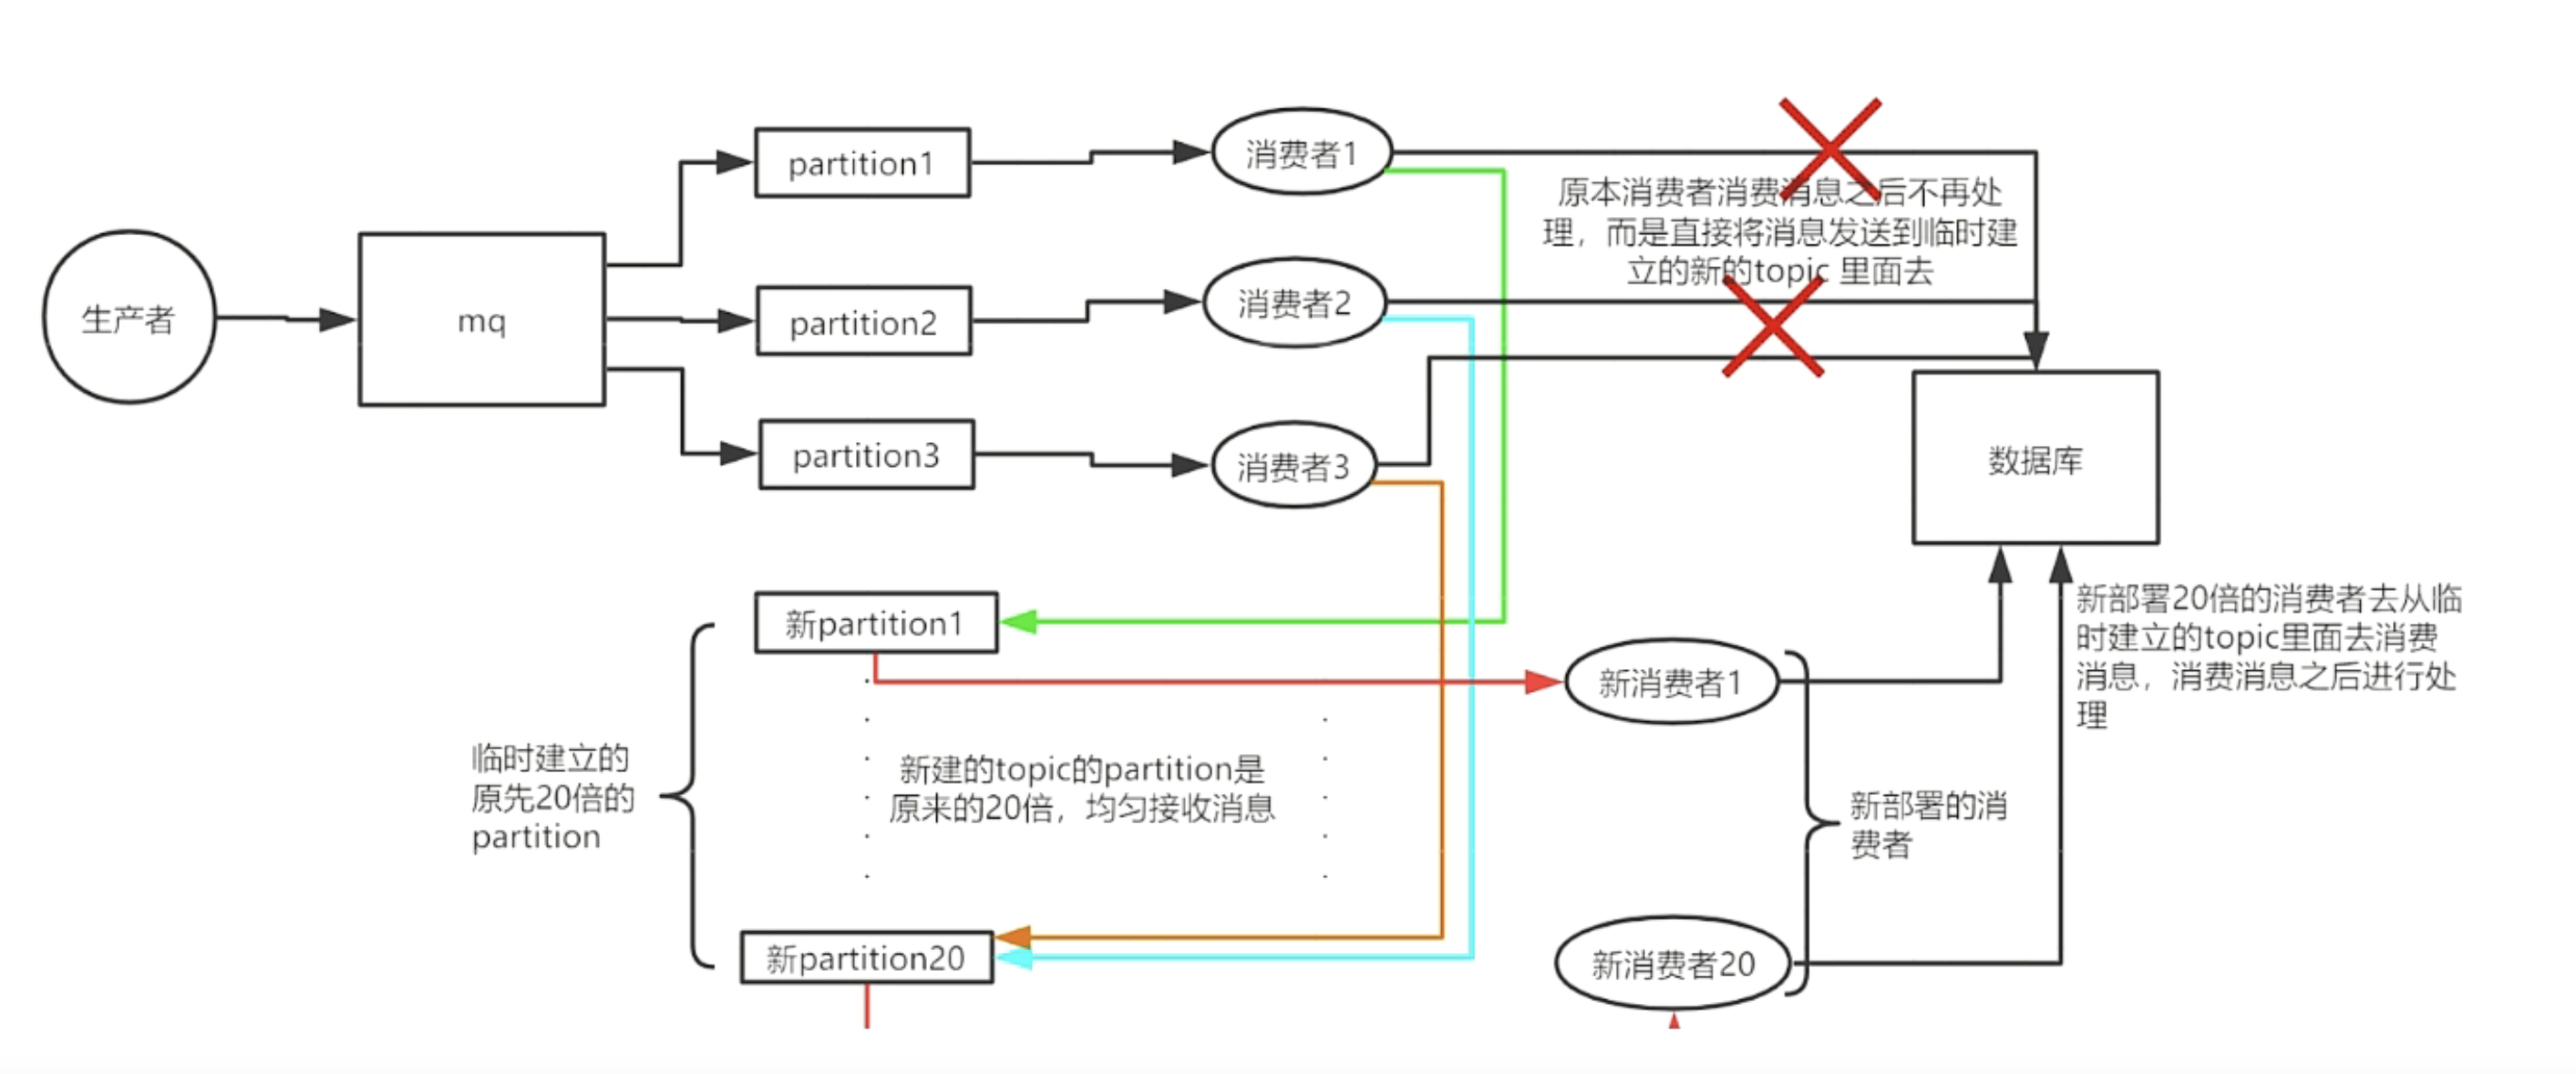 生产者
mq
partition1
partition2
partition3
消费者1
消费者2
消费者3
原本消费者消费消息之后不再处
理，而是直接将消息发送到临时建
立的新的topic 里面去
数据库
新partition1
新partition20
临时建立的
原先20倍的
partition
新建的topic的partition是
原来的20倍，均匀接收消息
新消费者1
新消费者20
新部署的消
费者
新部署20倍的消费者去从临
时建立的topic里面去消费
消息，消费消息之后进行处
理